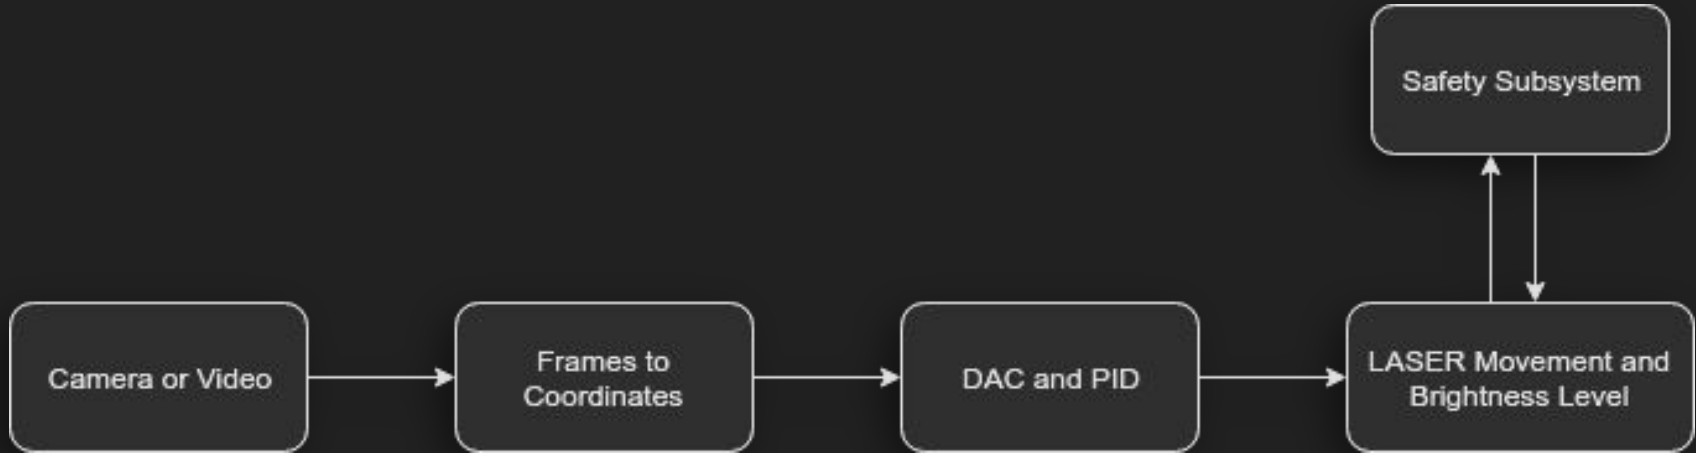 Safety Subsystem
Camera or Video
Frames to
Coordinates
DAC and PID
LASER Movement and
Brightness Level